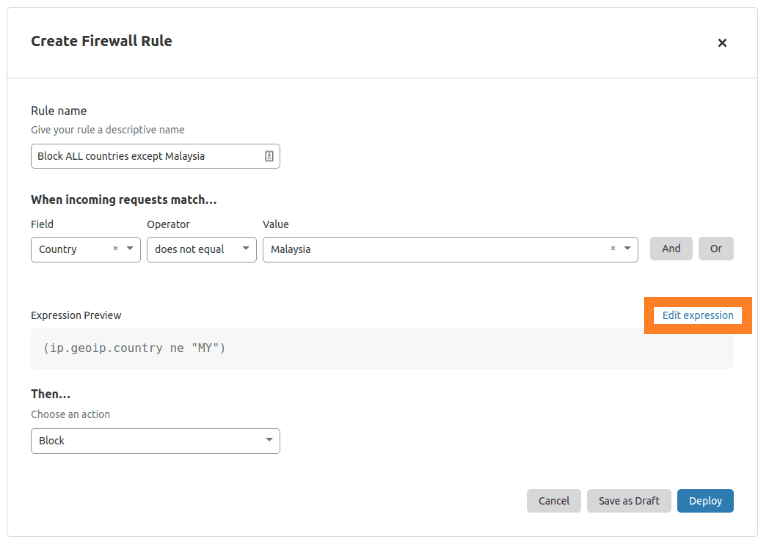 Create Firewall Rule
×
Rule name
Give your rule a descriptive name
Block ALL countries except Malaysia
When incoming requests match...
Field Operator Value
Country × does not equal Malaysia × And Or
Expression Preview Edit expression
(ip.geoip.country ne "MY")
Then...
Choose an action
Block
Cancel Save as Draft Deploy